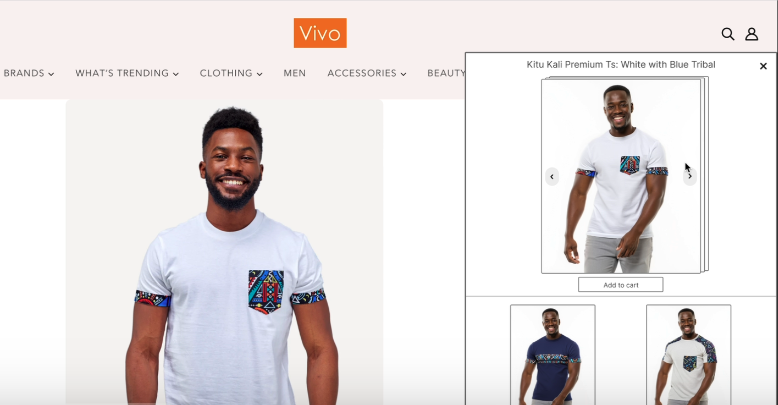 Vivo
BRANDS WHAT'S TRENDING CLOTHING MEN ACCESSORIES BEAUTY
Kitu Kali Premium Ts: White with Blue Tribal
Add to cart